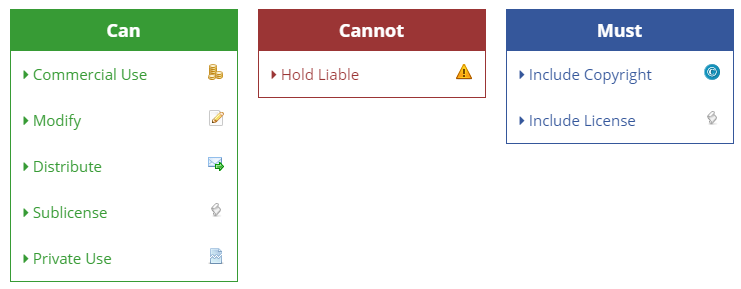 Can
Commercial Use
Modify
Distribute
Sublicense
Private Use
Cannot
Hold Liable
Must
Include Copyright
Include License